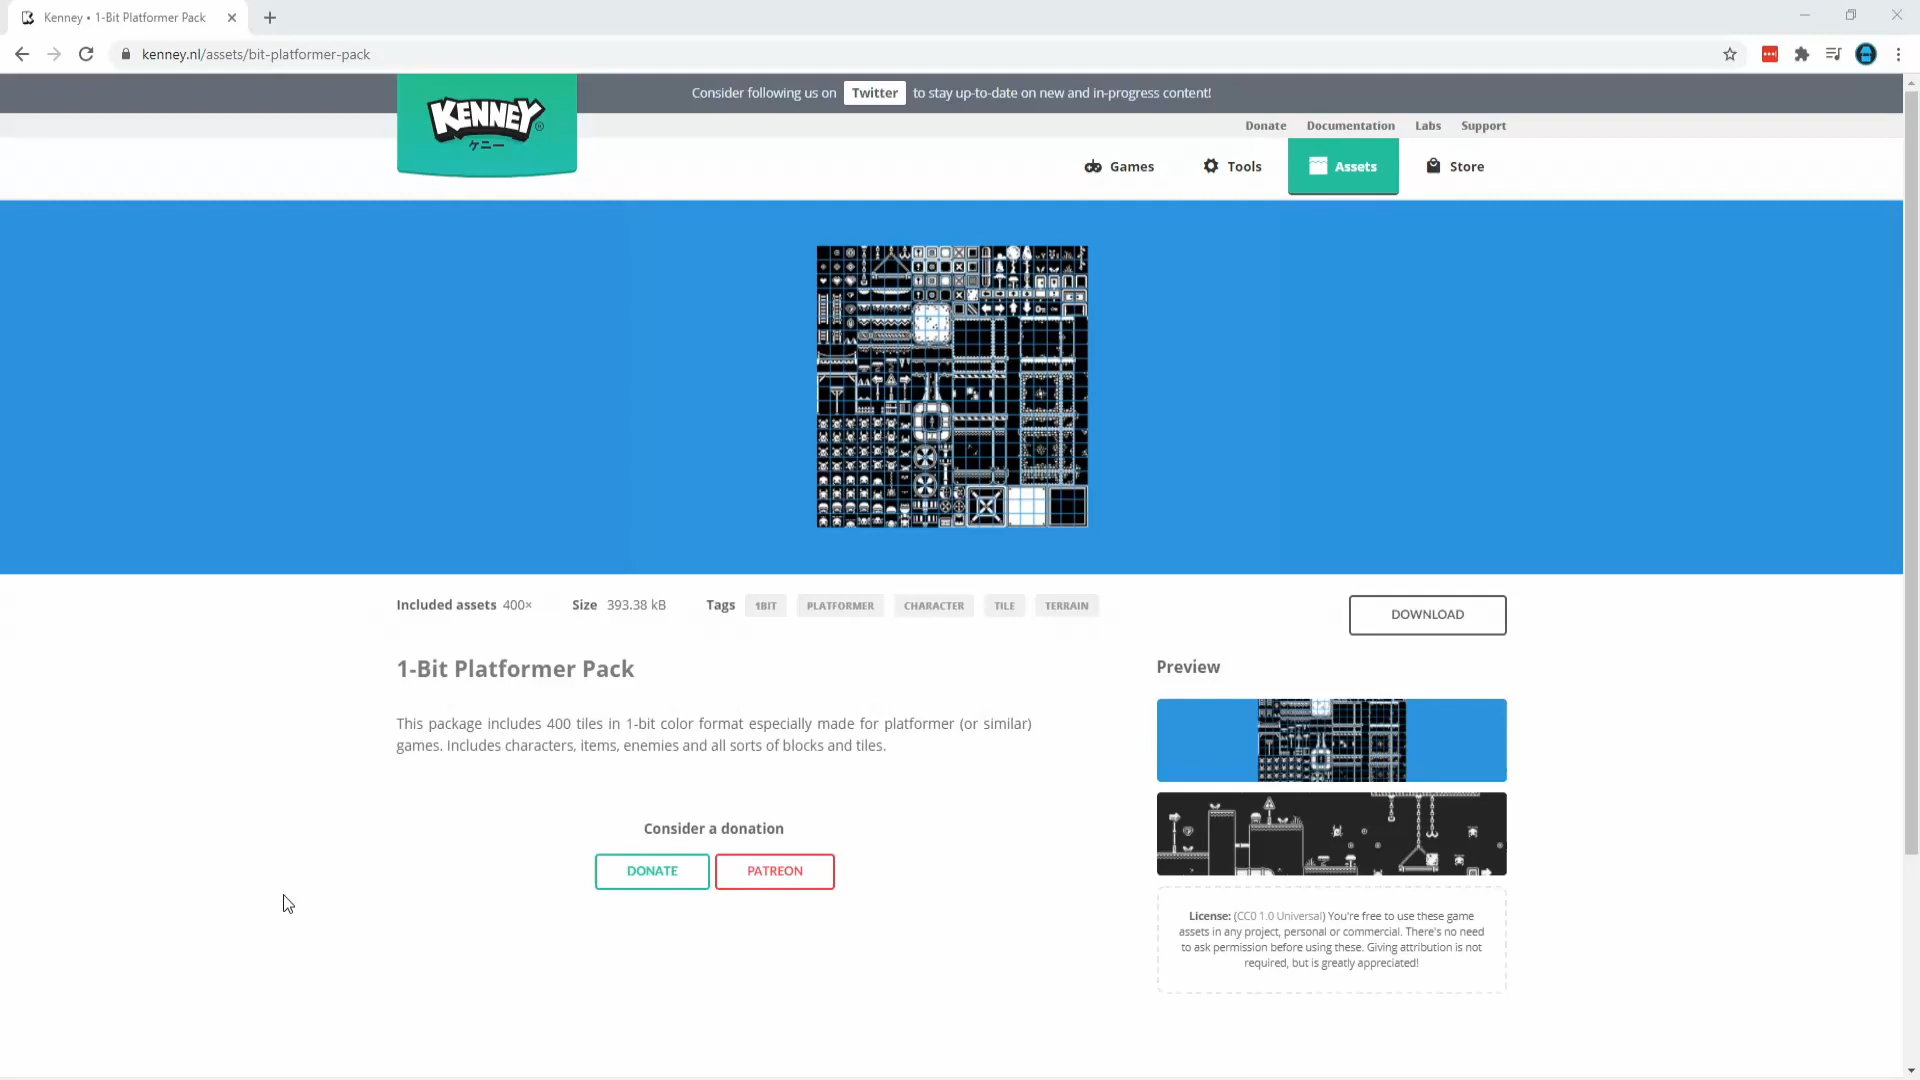 Kenney • 1-Bit Platformer Pack
kenney.nl/assets/bit-platformer-pack
Consider following us on Twitter to stay up-to-date on new and in-progress content!
KENNEY
ケニー
Donate Documentation Labs Support
Games Tools Assets Store
Included assets 400× Size 393.38 kB Tags 1BIT PLATFORMER CHARACTER TILE TERRAIN
DOWNLOAD
1-Bit Platformer Pack
Preview
This package includes 400 tiles in 1-bit color format especially made for platformer (or similar)
games. Includes characters, items, enemies and all sorts of blocks and tiles.
Consider a donation
DONATE PATREON
License: (CC0 1.0 Universal) You're free to use these game
assets in any project, personal or commercial. There's no need
to ask permission before using these. Giving attribution is not
required, but is greatly appreciated!